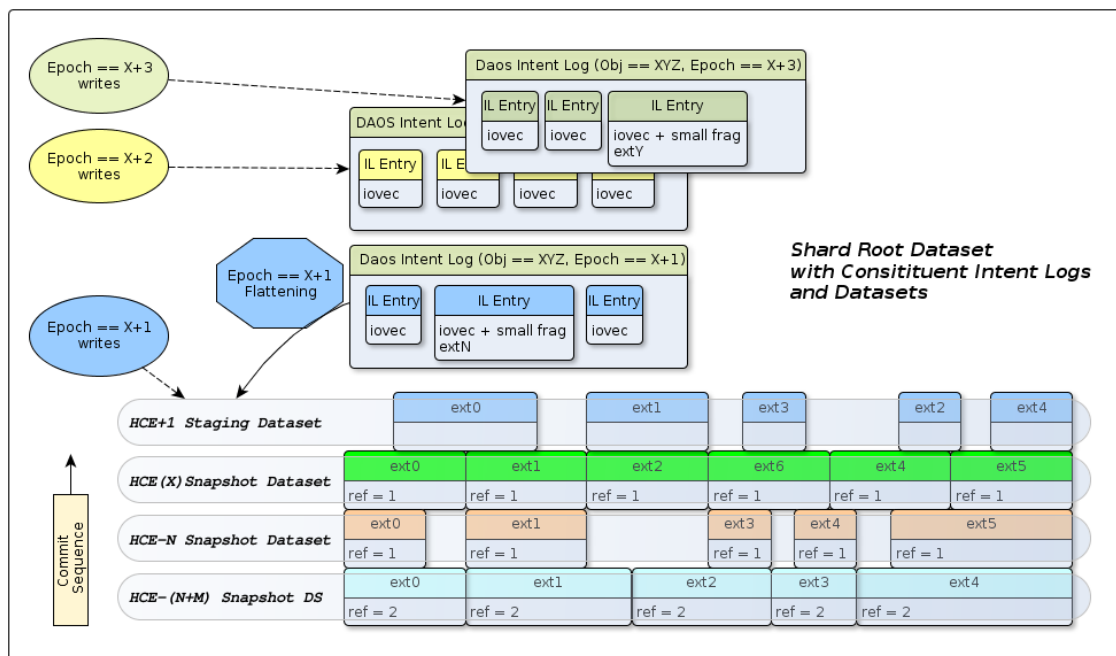 Epoch == X+3
writes
Daos Intent Log (Obj == XYZ, Epoch == X+3)
IL Entry
iovec
IL Entry
iovec
IL Entry
iovec + small frag
extY
Epoch == X+2
writes
DAOS Intent
IL Entry
iovec
iovec
iovec
iovec
Shard Root Dataset
with Consitituent Intent Logs
and Datasets
Epoch == X+1
Flattening
Daos Intent Log (Obj == XYZ, Epoch == X+1)
IL Entry
iovec
IL Entry
iovec + small frag
extN
IL Entry
iovec
Epoch == X+1
writes
HCE+1 Staging Dataset
ext0
ext1
ext3
ext2
ext4
Commit
Sequence
HCE(X)Snapshot Dataset
ext0
ext1
ext2
ext6
ext4
ext5
ref = 1
ref = 1
ref = 1
ref = 1
ref = 1
ref = 1
HCE-N Snapshot Dataset
ext0
ext1
ext3
ext4
ext5
ref = 1
ref = 1
ref = 1
ref = 1
ref = 1
HCE-(N+M) Snapshot DS
ext0
ext1
ext2
ext3
ext4
ref = 2
ref = 2
ref = 2
ref = 2
ref = 2